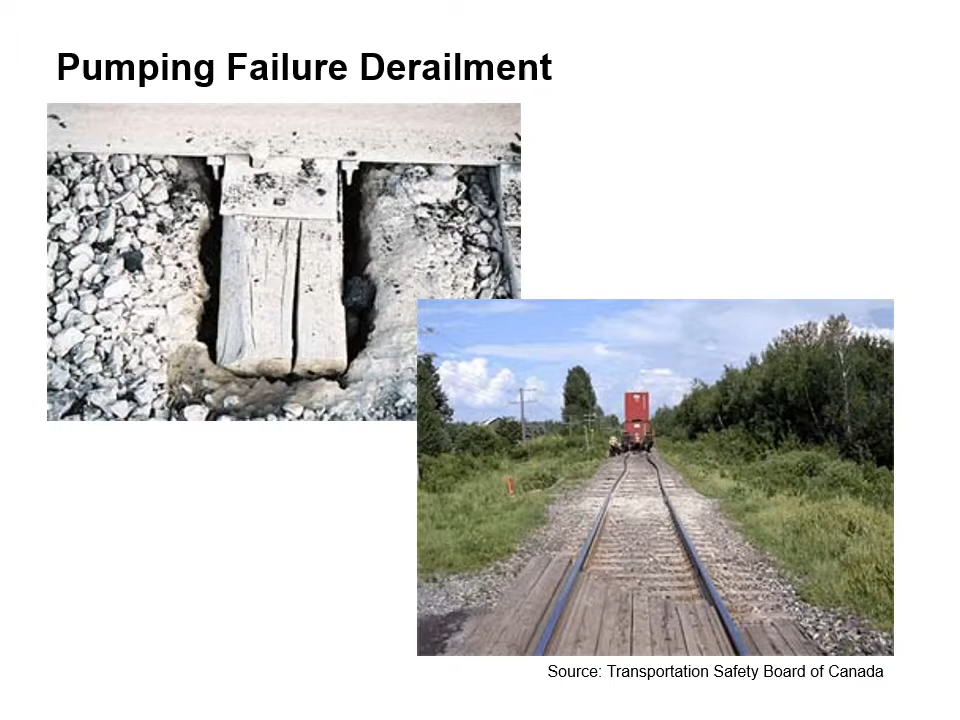 Pumping Failure Derailment
Source: Transportation Safety Board of Canada